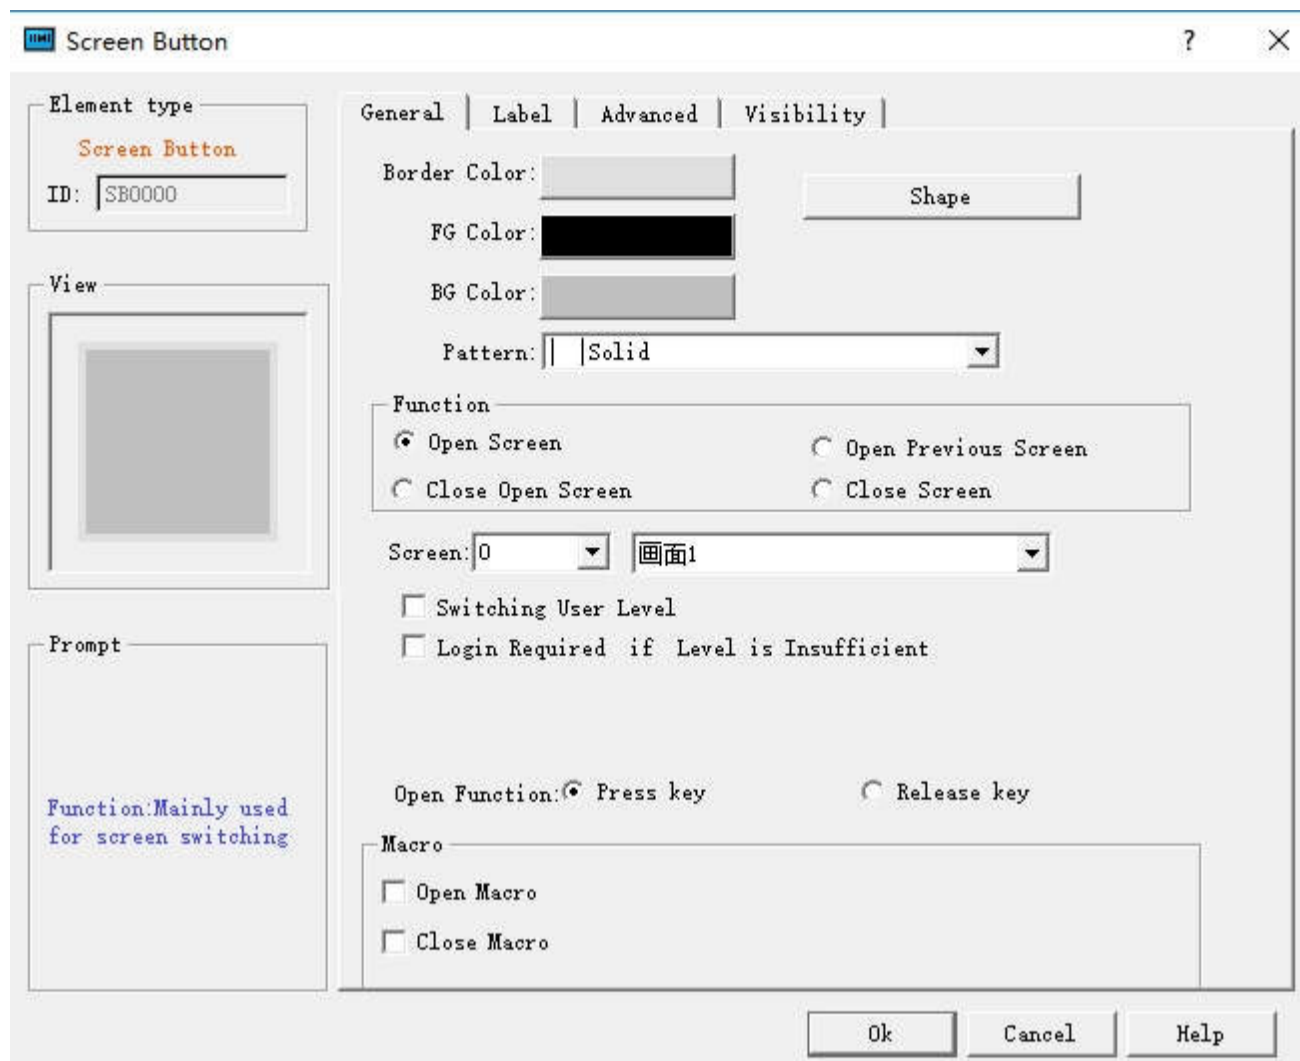 Screen Button
Element type
Screen Button
ID: SB0000
View
Prompt
Function:Mainly used
for screen switching
General Label Advanced Visibility
Border Color:
Shape
FG Color:
BG Color:
Pattern: Solid
Function
Open Screen Open Previous Screen
Close Open Screen Close Screen
Screen: 0 画面1
Switching User Level
Login Required if Level is Insufficient
Open Function: Press key Release key
Macro
Open Macro
Close Macro
Ok Cancel Help